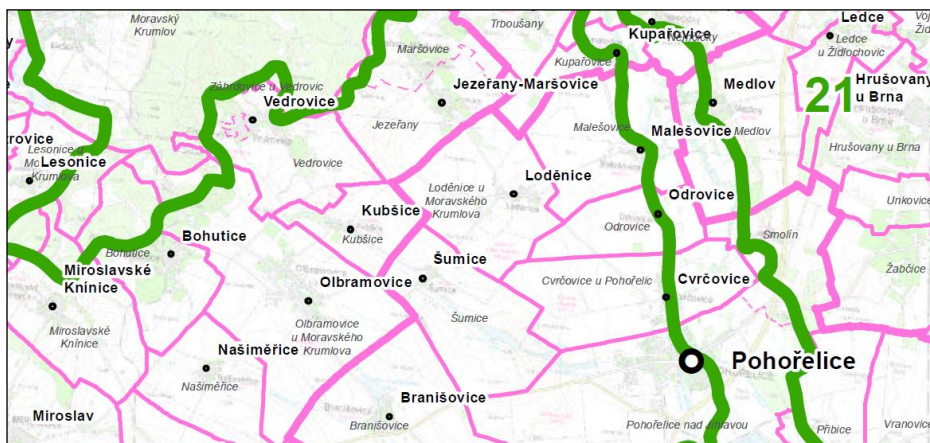 Moravský
Krumlov
Trboušany
Ledce
Ledce
u Židlochovic
Kupařovice
Kupařovice
Maršovice
Zábrdovice u Vedrovic
Vedrovice
Jezeřany-Maršovice
Medlov
21
Hrušovany
u Brna
Jezeřany
Malešovice
Medlov
Malešovice
Hrušovany u Brna
Lesonice u
Lesonice
Krumlova
Vedrovice
Loděnice u
Moravského
Krumlova
Loděnice
Odrovice
Odrovice
Unkovice
Kubšice
Kubšice
Smolín
Bohutice
Bohutice
Šumice
Žabčice
Miroslavské
Knínice
Olbramovice
Cvrčovice u Pohořelic
Cvrčovice
Miroslavské
Knínice
Olbramovice
u Moravského
Krumlova
Šumice
Našiměřice
Našiměřice
Pohořelice
Miroslav
Branišovice
Branišovice
Pohořelice nad Jihlavou
Přibice
Vranovice